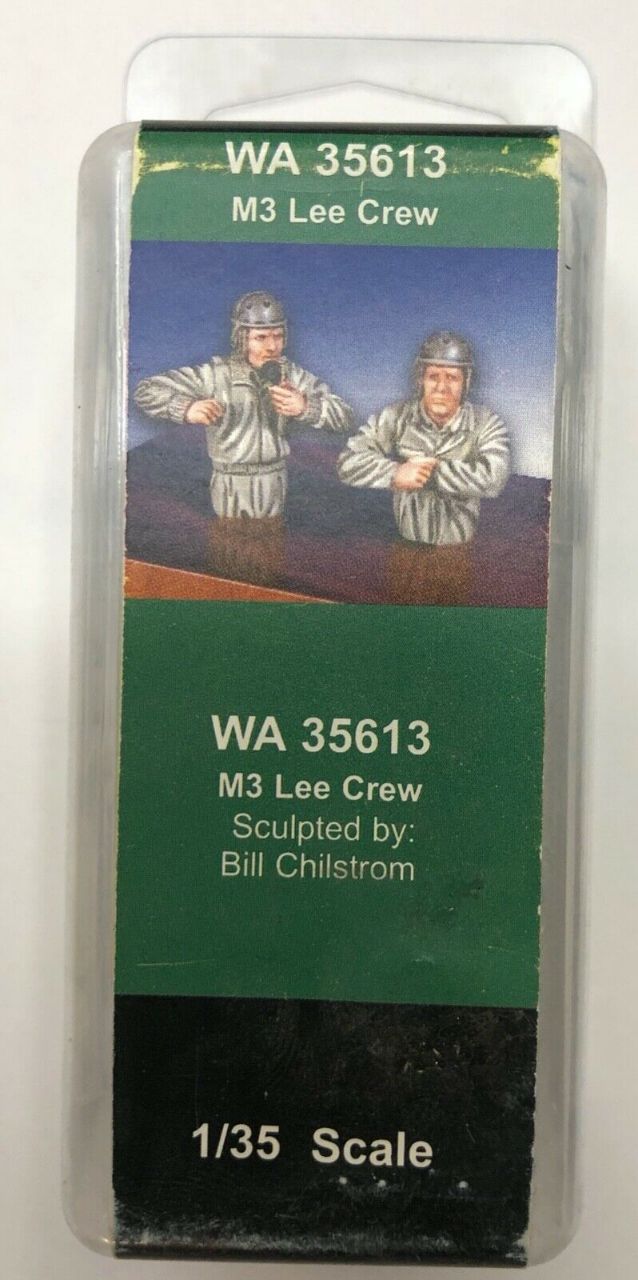 WA 35613
M3 Lee Crew
WA 35613
M3 Lee Crew
Sculpted by:
Bill Chilstrom
1/35 Scale